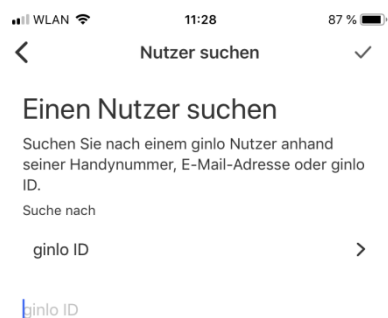 WLAN 11:28 87 %
Nutzer suchen
Einen Nutzer suchen
Suchen Sie nach einem ginlo Nutzer anhand
seiner Handynummer, E-Mail-Adresse oder ginlo
ID.
Suche nach
ginlo ID
ginlo ID